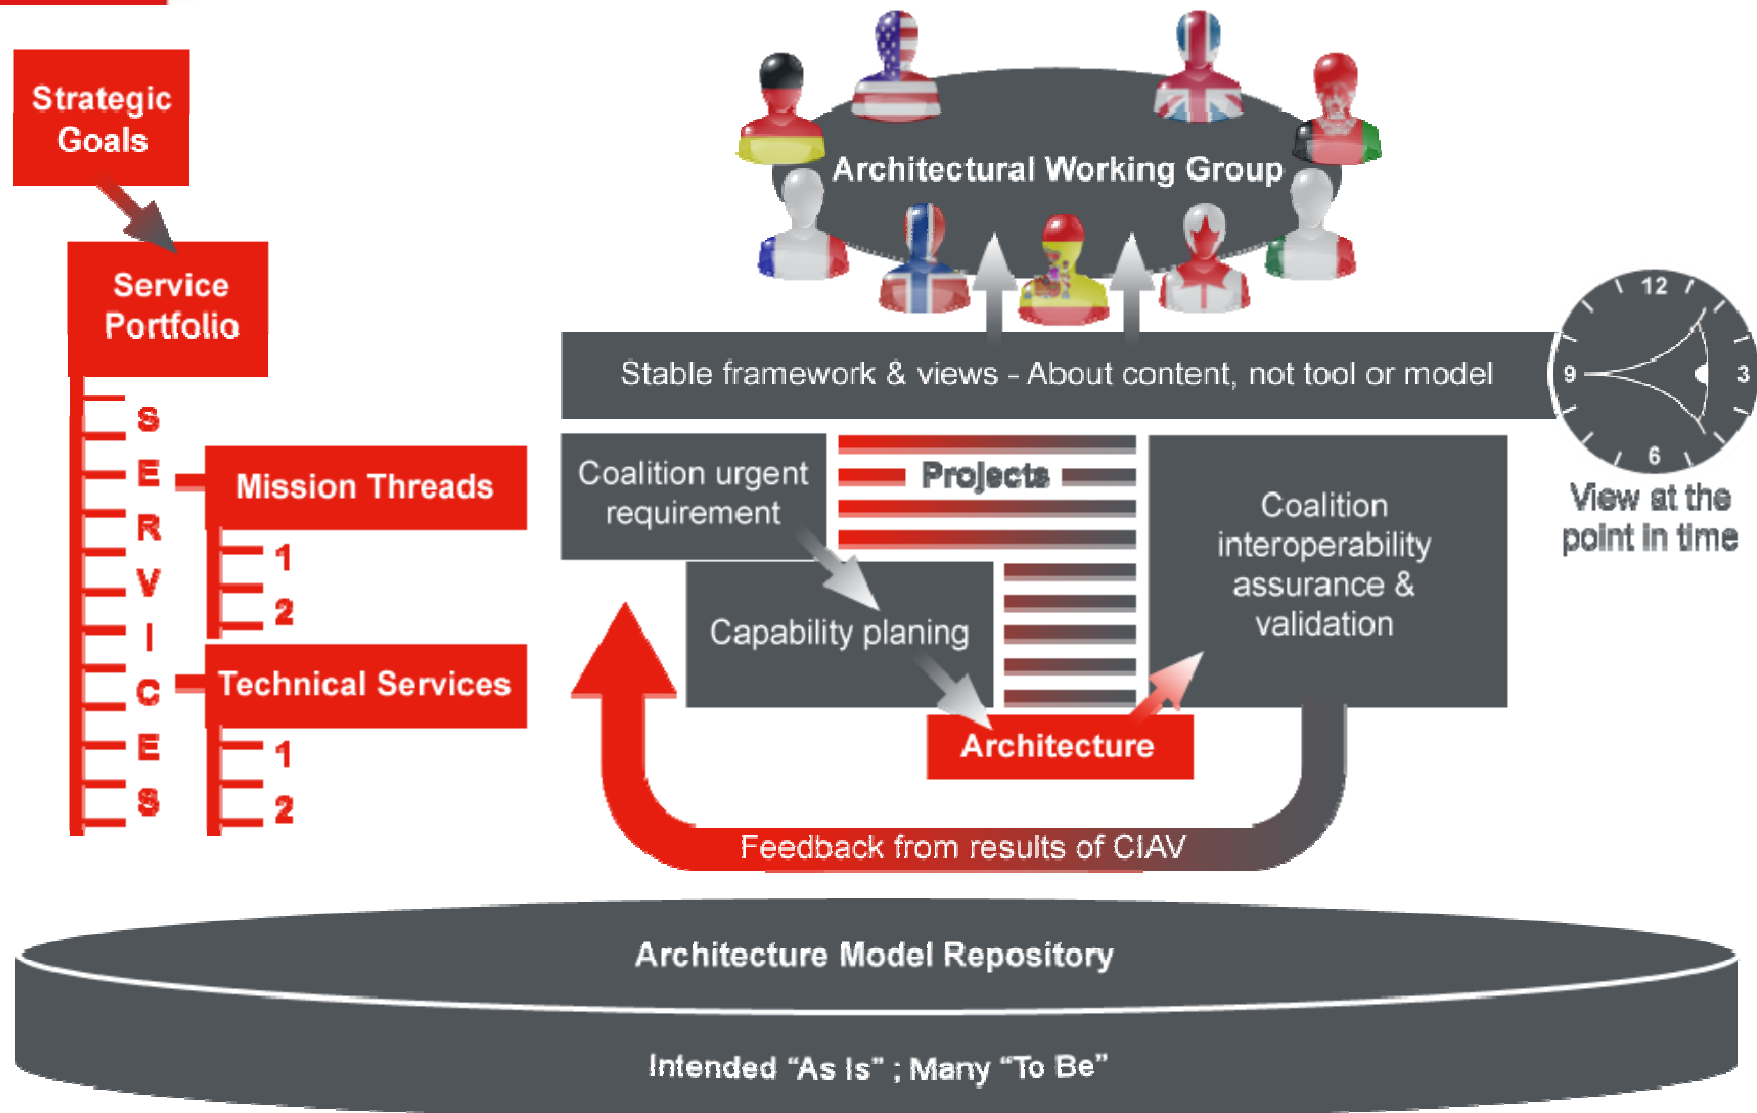 Strategic
Goals
Service
Portfolio
S
E
R
V
I
C
E
S
Mission Threads
1
2
Technical Services
1
2
Architectural Working Group
Stable framework & views - About content, not tool or model
12
9
3
6
View at the
point in time
Coalition urgent
requirement
Projects
Capability planing
Architecture
Coalition
interoperability
assurance &
validation
Feedback from results of CIAV
Architecture Model Repository
Intended “As Is” ; Many “To Be”